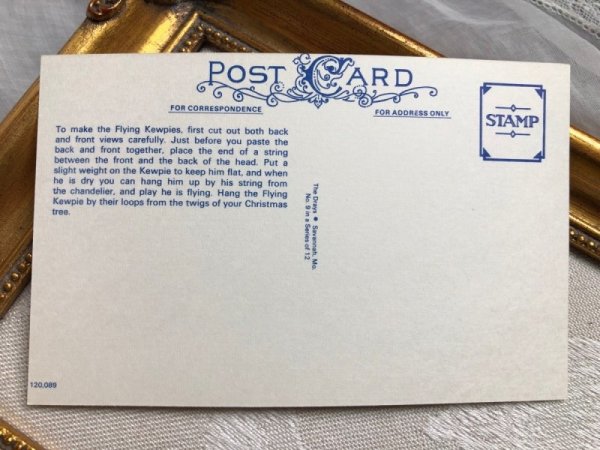 POST CARD
FOR CORRESPONDENCE
FOR ADDRESS ONLY
STAMP
To make the Flying Kewpies, first cut out both back
and front views carefully. Just before you paste the
back and front together, place the end of a string
between the front and the back of the head. Put a
slight weight on the Kewpie to keep him flat, and when
he is dry you can hang him up by his string from
the chandelier, and play he is flying. Hang the Flying
Kewpie by their loops from the twigs of your Christmas
tree.
The Drays • Savannah, Mo.
No. 9 in a Series of 12
120,089